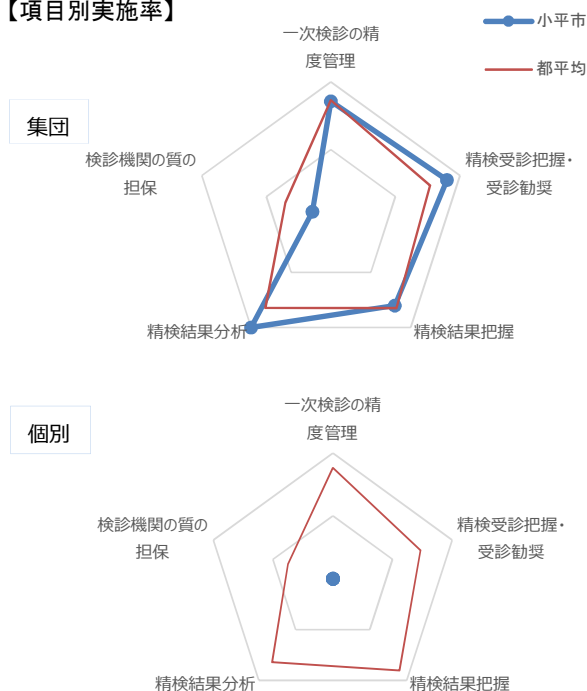 【項目別実施率】
小平市
都平均
集団
一次検診の精
度管理
精検受診把握・
受診勧奨
精検結果把握
精検結果分析
検診機関の質の
担保
個別
一次検診の精
度管理
精検受診把握・
受診勧奨
精検結果把握
精検結果分析
検診機関の質の
担保